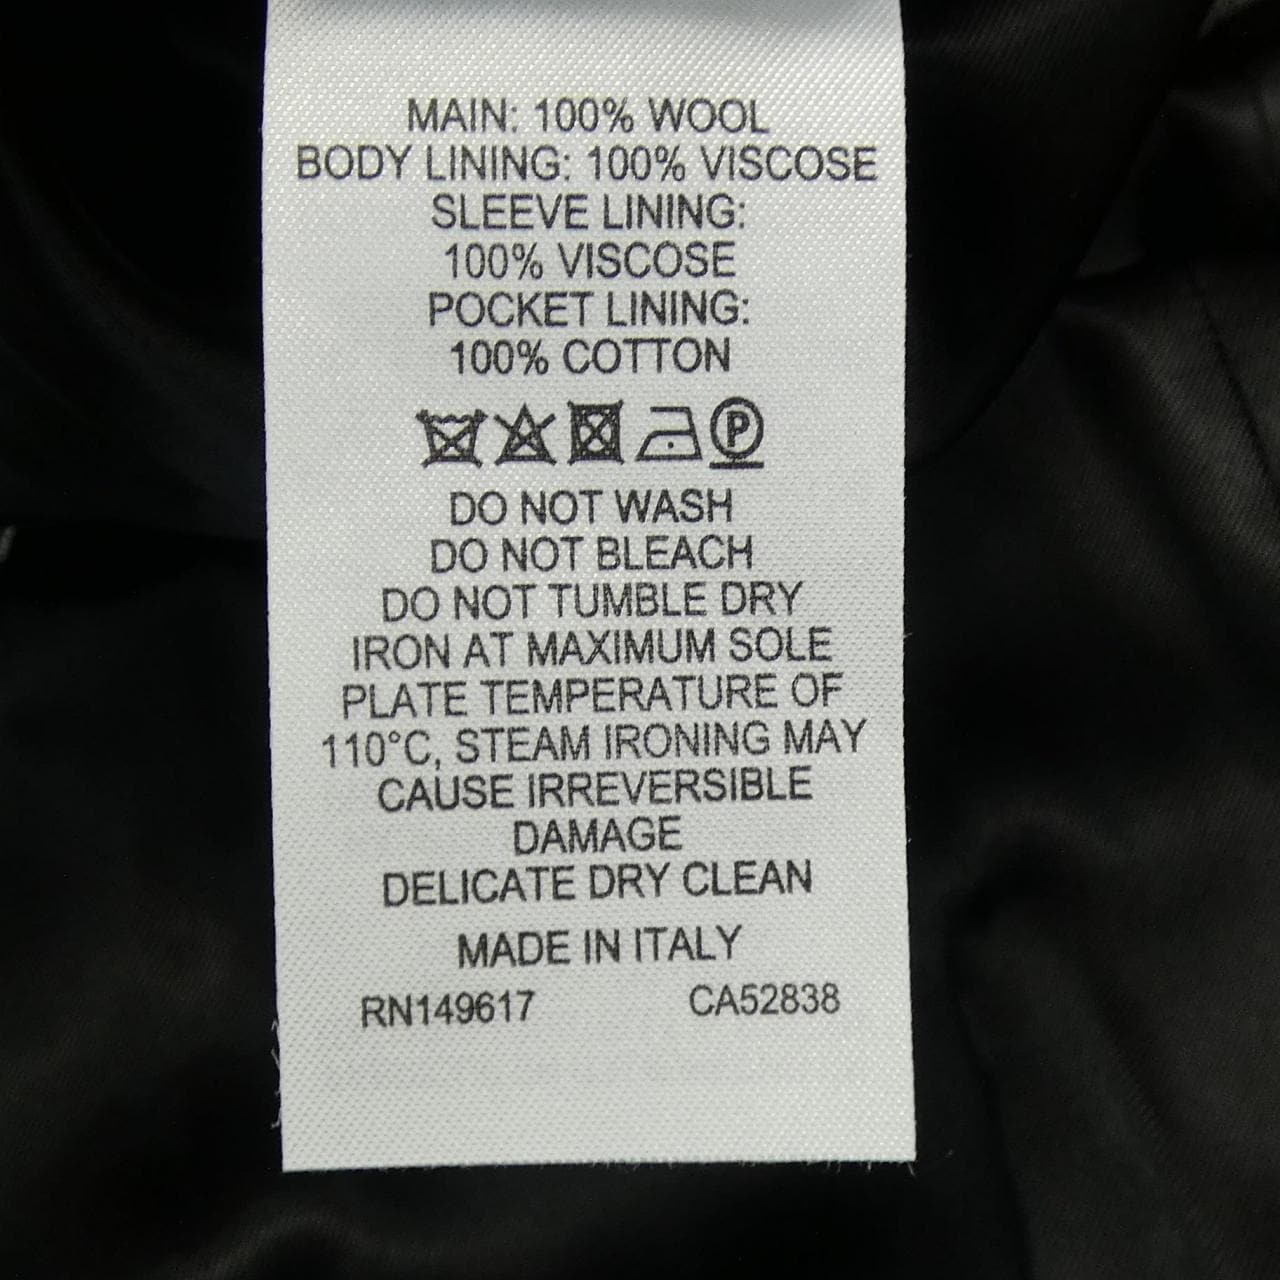 MAIN: 100% WOOL
BODY LINING: 100% VISCOSE
SLEEVE LINING:
100% VISCOSE
POCKET LINING:
100% COTTON
P
DO NOT WASH
DO NOT BLEACH
DO NOT TUMBLE DRY
IRON AT MAXIMUM SOLE
PLATE TEMPERATURE OF
110°C, STEAM IRONING MAY
CAUSE IRREVERSIBLE
DAMAGE
DELICATE DRY CLEAN
MADE IN ITALY
RN149617 CA52838